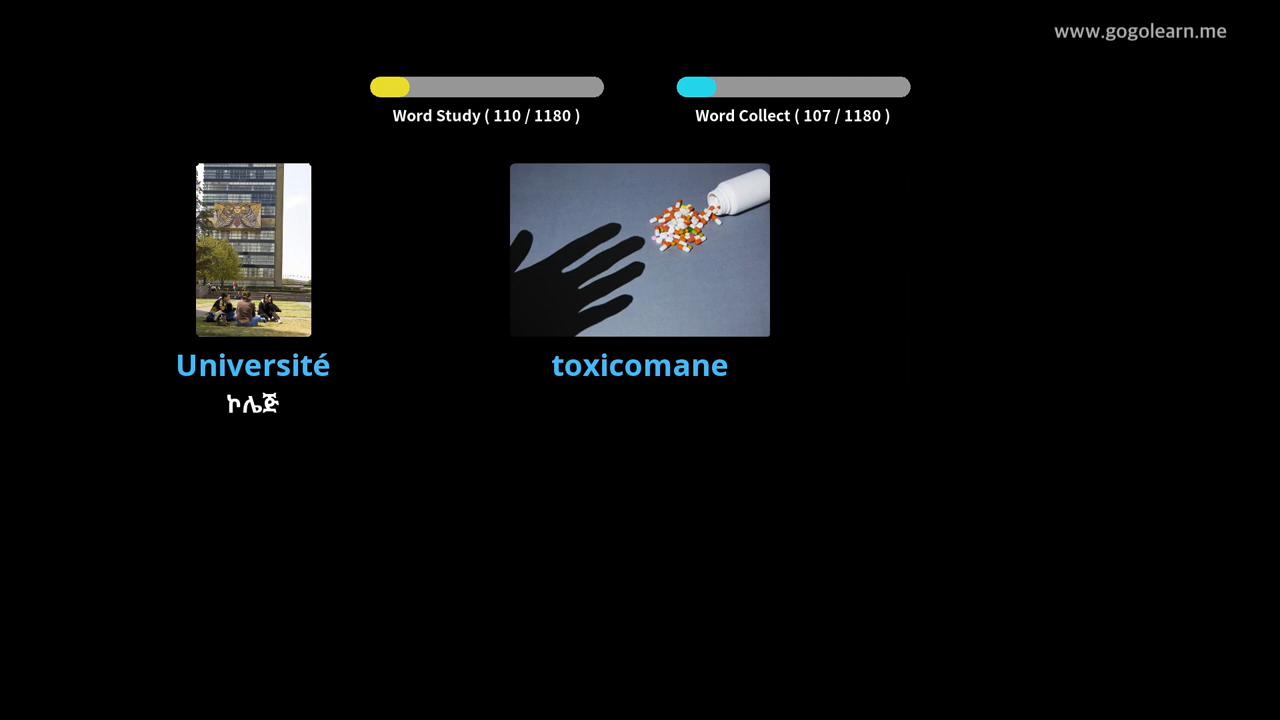 www.gogolearn.me
Word Study ( 110 / 1180 )
Word Collect ( 107 / 1180 )
Université
ኮሌጅ
toxicomane